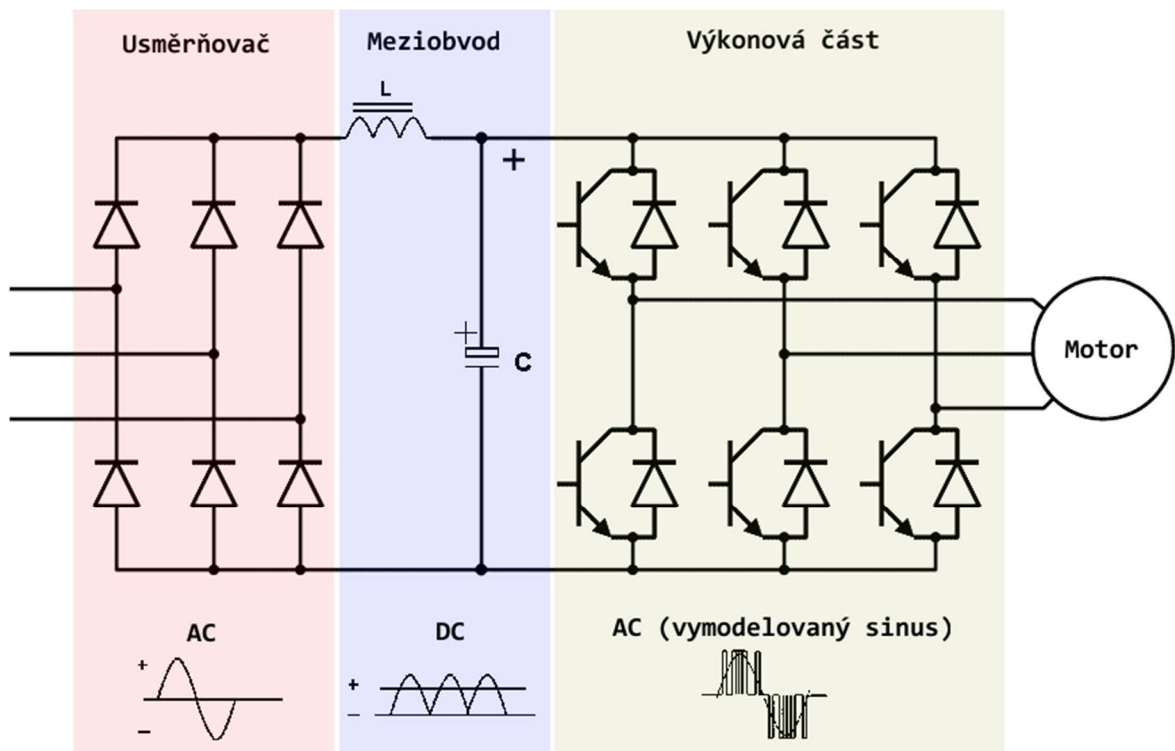 Usměrňovač
Meziobvod
Výkonová část
L
+
+
C
Motor
AC
DC
AC (vymodelovaný sinus)
+
–
+
–